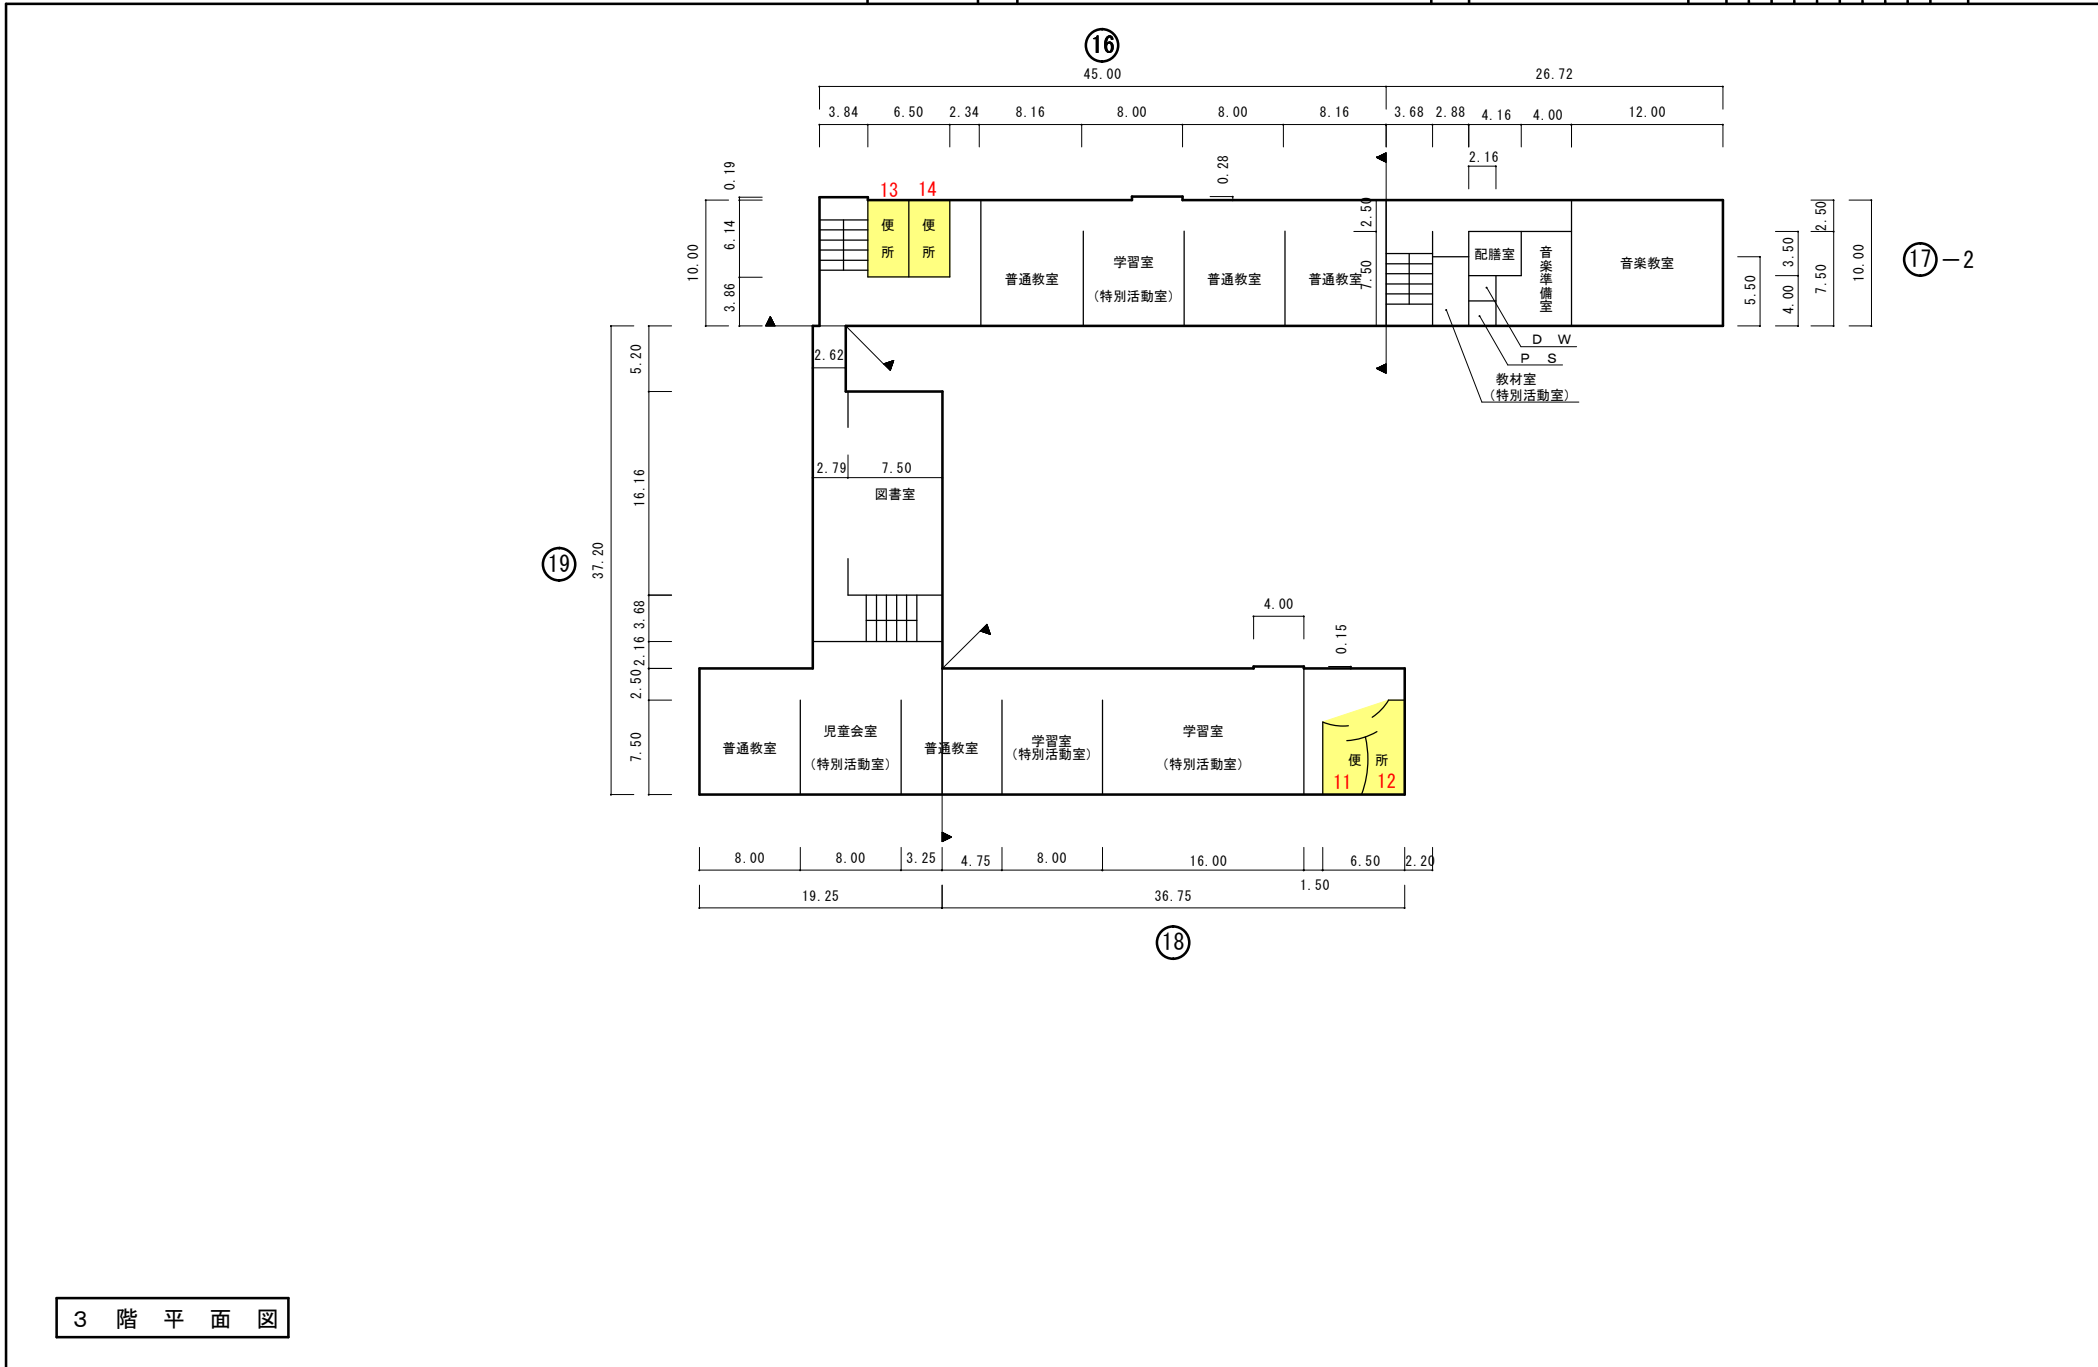 16
45.00
26.72
3.84 6.50 2.34 8.16 8.00 8.00 8.16 3.68 2.88 4.16 4.00 12.00
2.16
0.19
0.28
13 14
便所
便所
10.00
6.14
3.86
2.50
7.50
普通教室
学習室
(特別活動室)
普通教室
普通教室
配膳室
音楽準備室
音楽教室
5.50
3.50
4.00
2.50
7.50
10.00
17-2
D W
P S
教材室
(特別活動室)
2.62
5.20
16.16
2.79 7.50
図書室
19
37.20
3.68
2.16
2.50
7.50
4.00
0.15
普通教室
児童会室
(特別活動室)
普通教室
学習室
(特別活動室)
学習室
(特別活動室)
便所
11 12
8.00 8.00 3.25 4.75 8.00 16.00 1.50 6.50 2.20
19.25 36.75
18
3階平面図